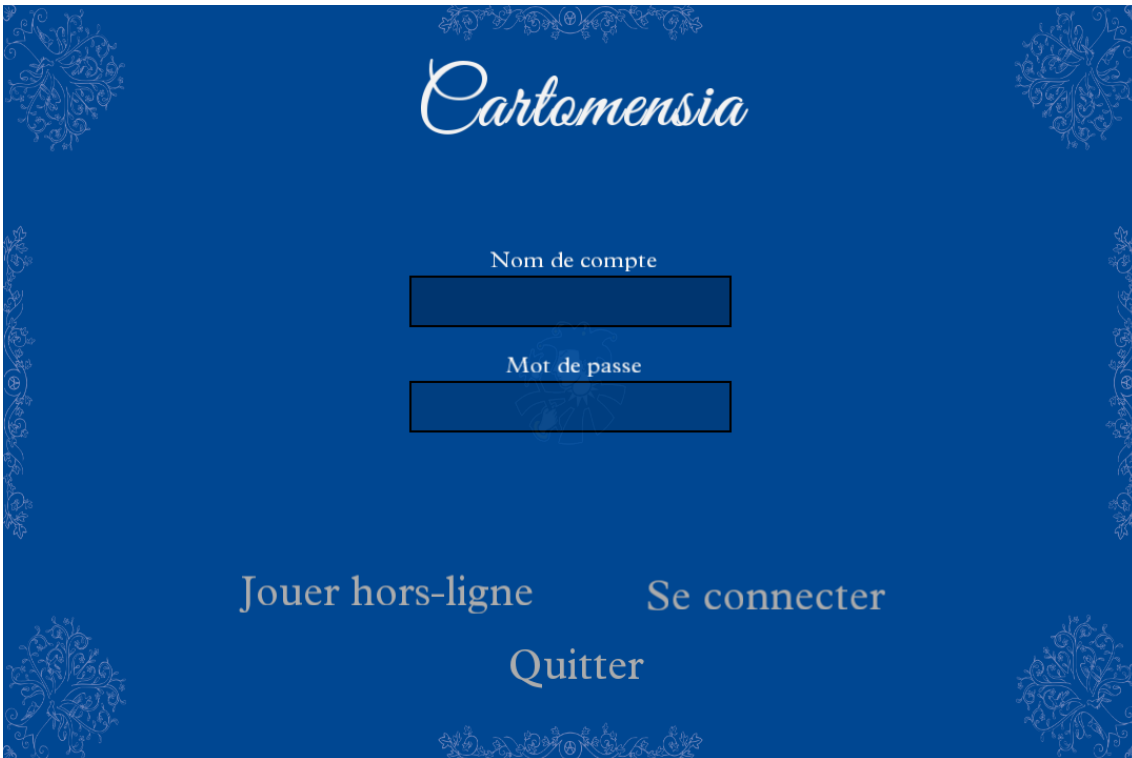 Cartomensia
Nom de compte
Mot de passe
Jouer hors-ligne
Se connecter
Quitter